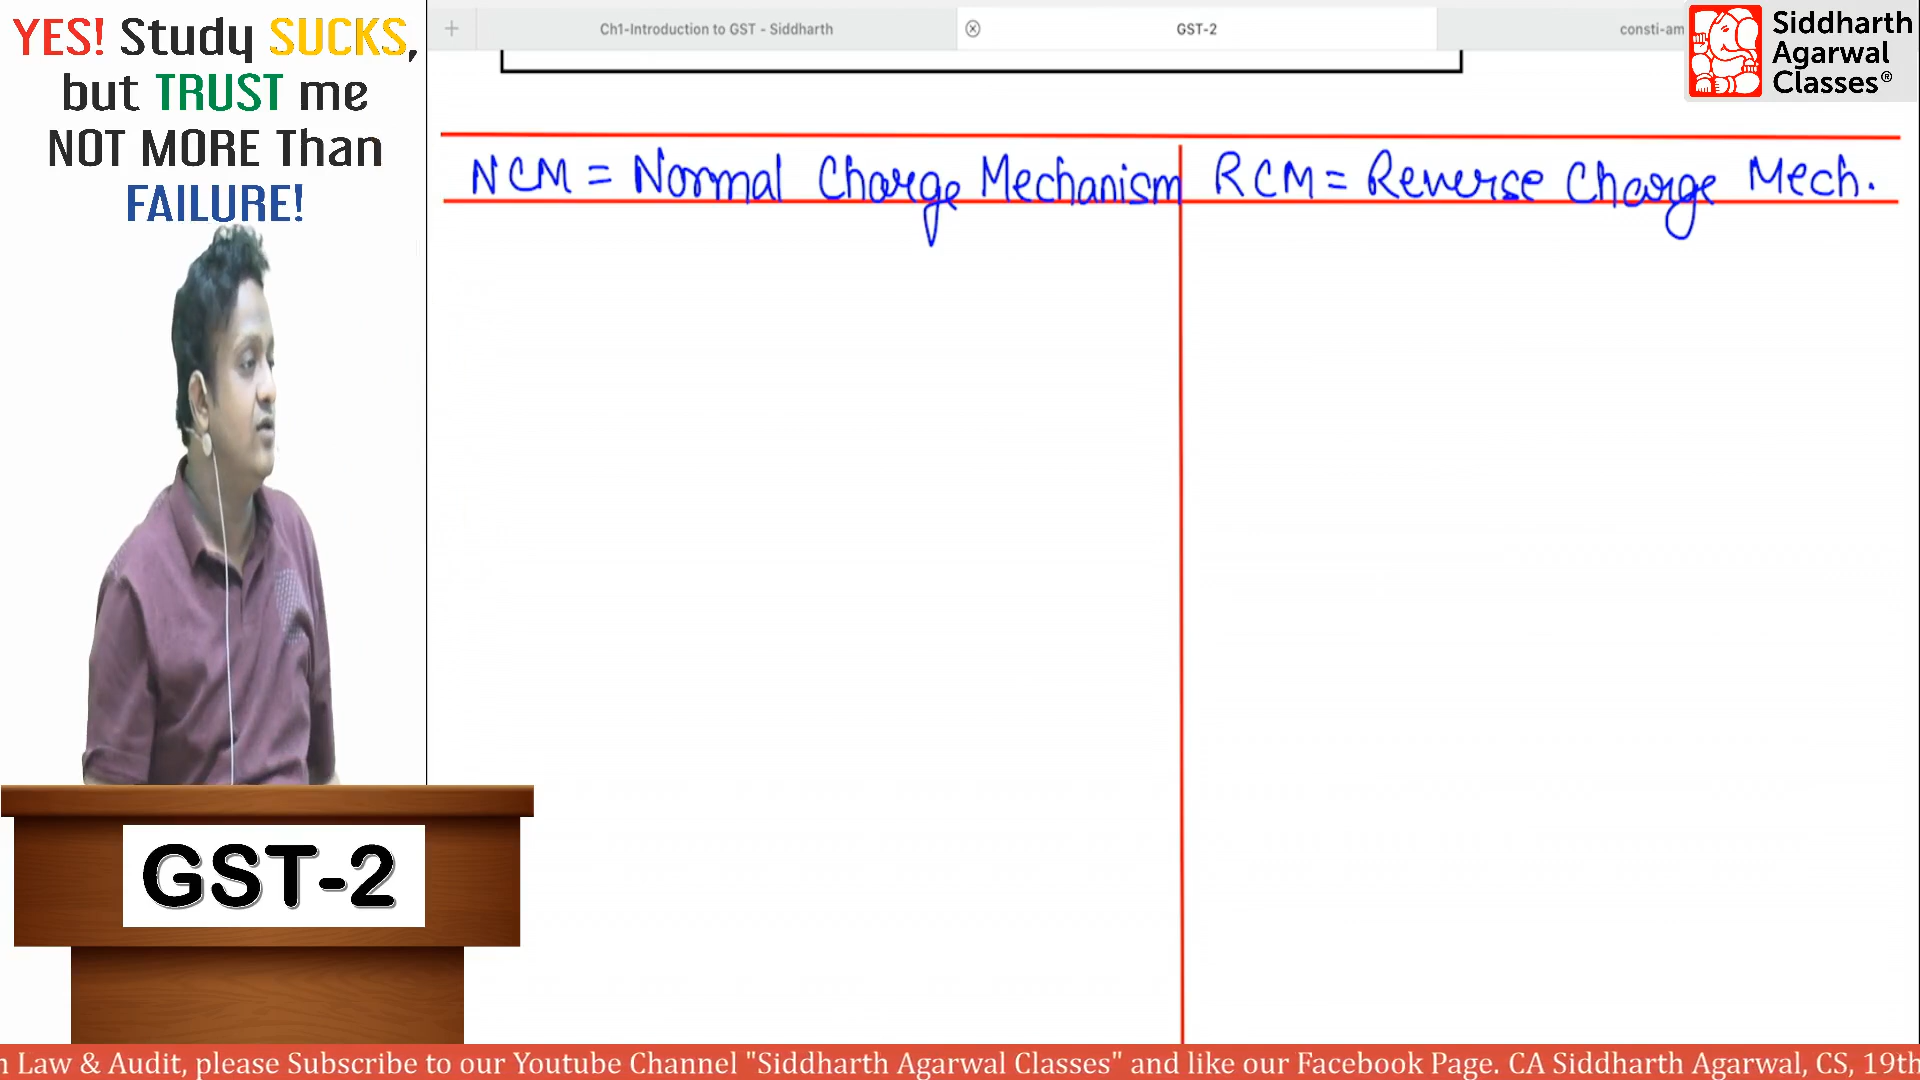 YES! Study SUCKS,
but TRUST me
NOT MORE Than
FAILURE!
Ch1-Introduction to GST - Siddharth
GST-2
consti-am
Siddharth
Agarwal
Classes®
NCM = Normal Charge Mechanism
RCM = Reverse Charge Mech.
GST-2
n Law & Audit, please Subscribe to our Youtube Channel "Siddharth Agarwal Classes" and like our Facebook Page. CA Siddharth Agarwal, CS, 19th